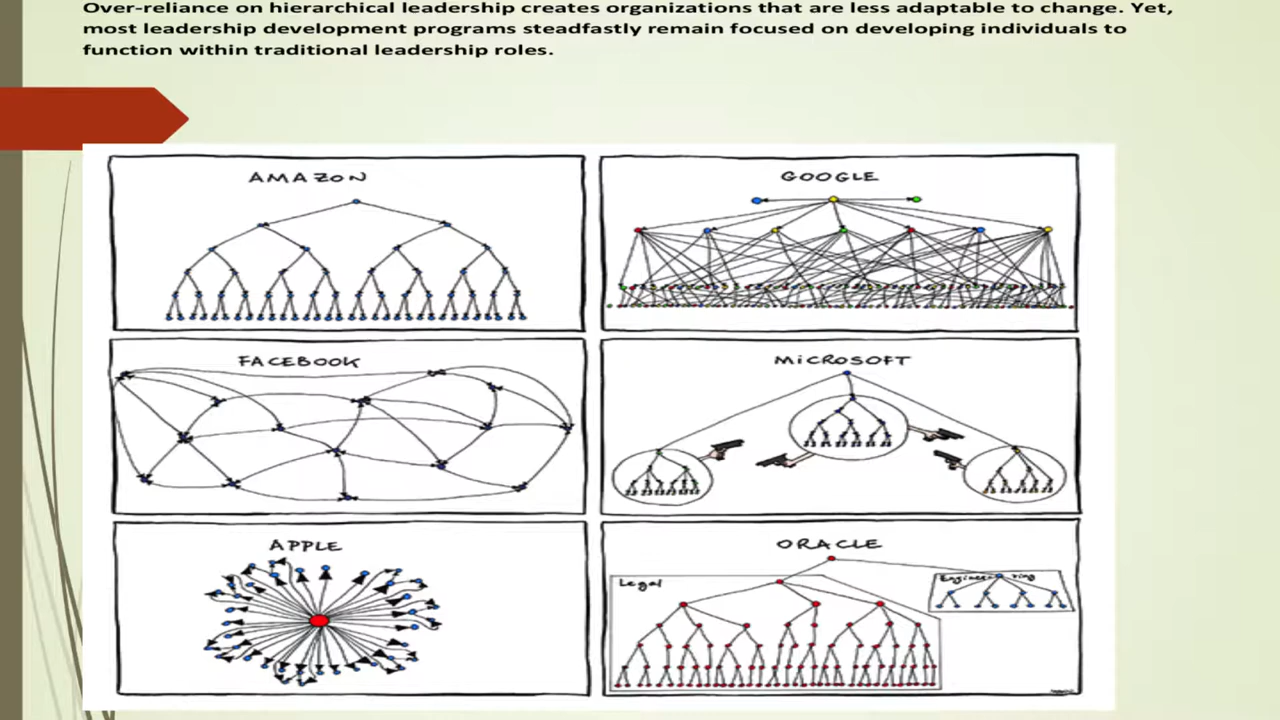 Over-reliance on hierarchical leadership creates organizations that are less adaptable to change. Yet,
most leadership development programs steadfastly remain focused on developing individuals to
function within traditional leadership roles.
AMAZON
GOOGLE
FACEBOOK
MICROSOFT
APPLE
ORACLE
Legal
Engineering